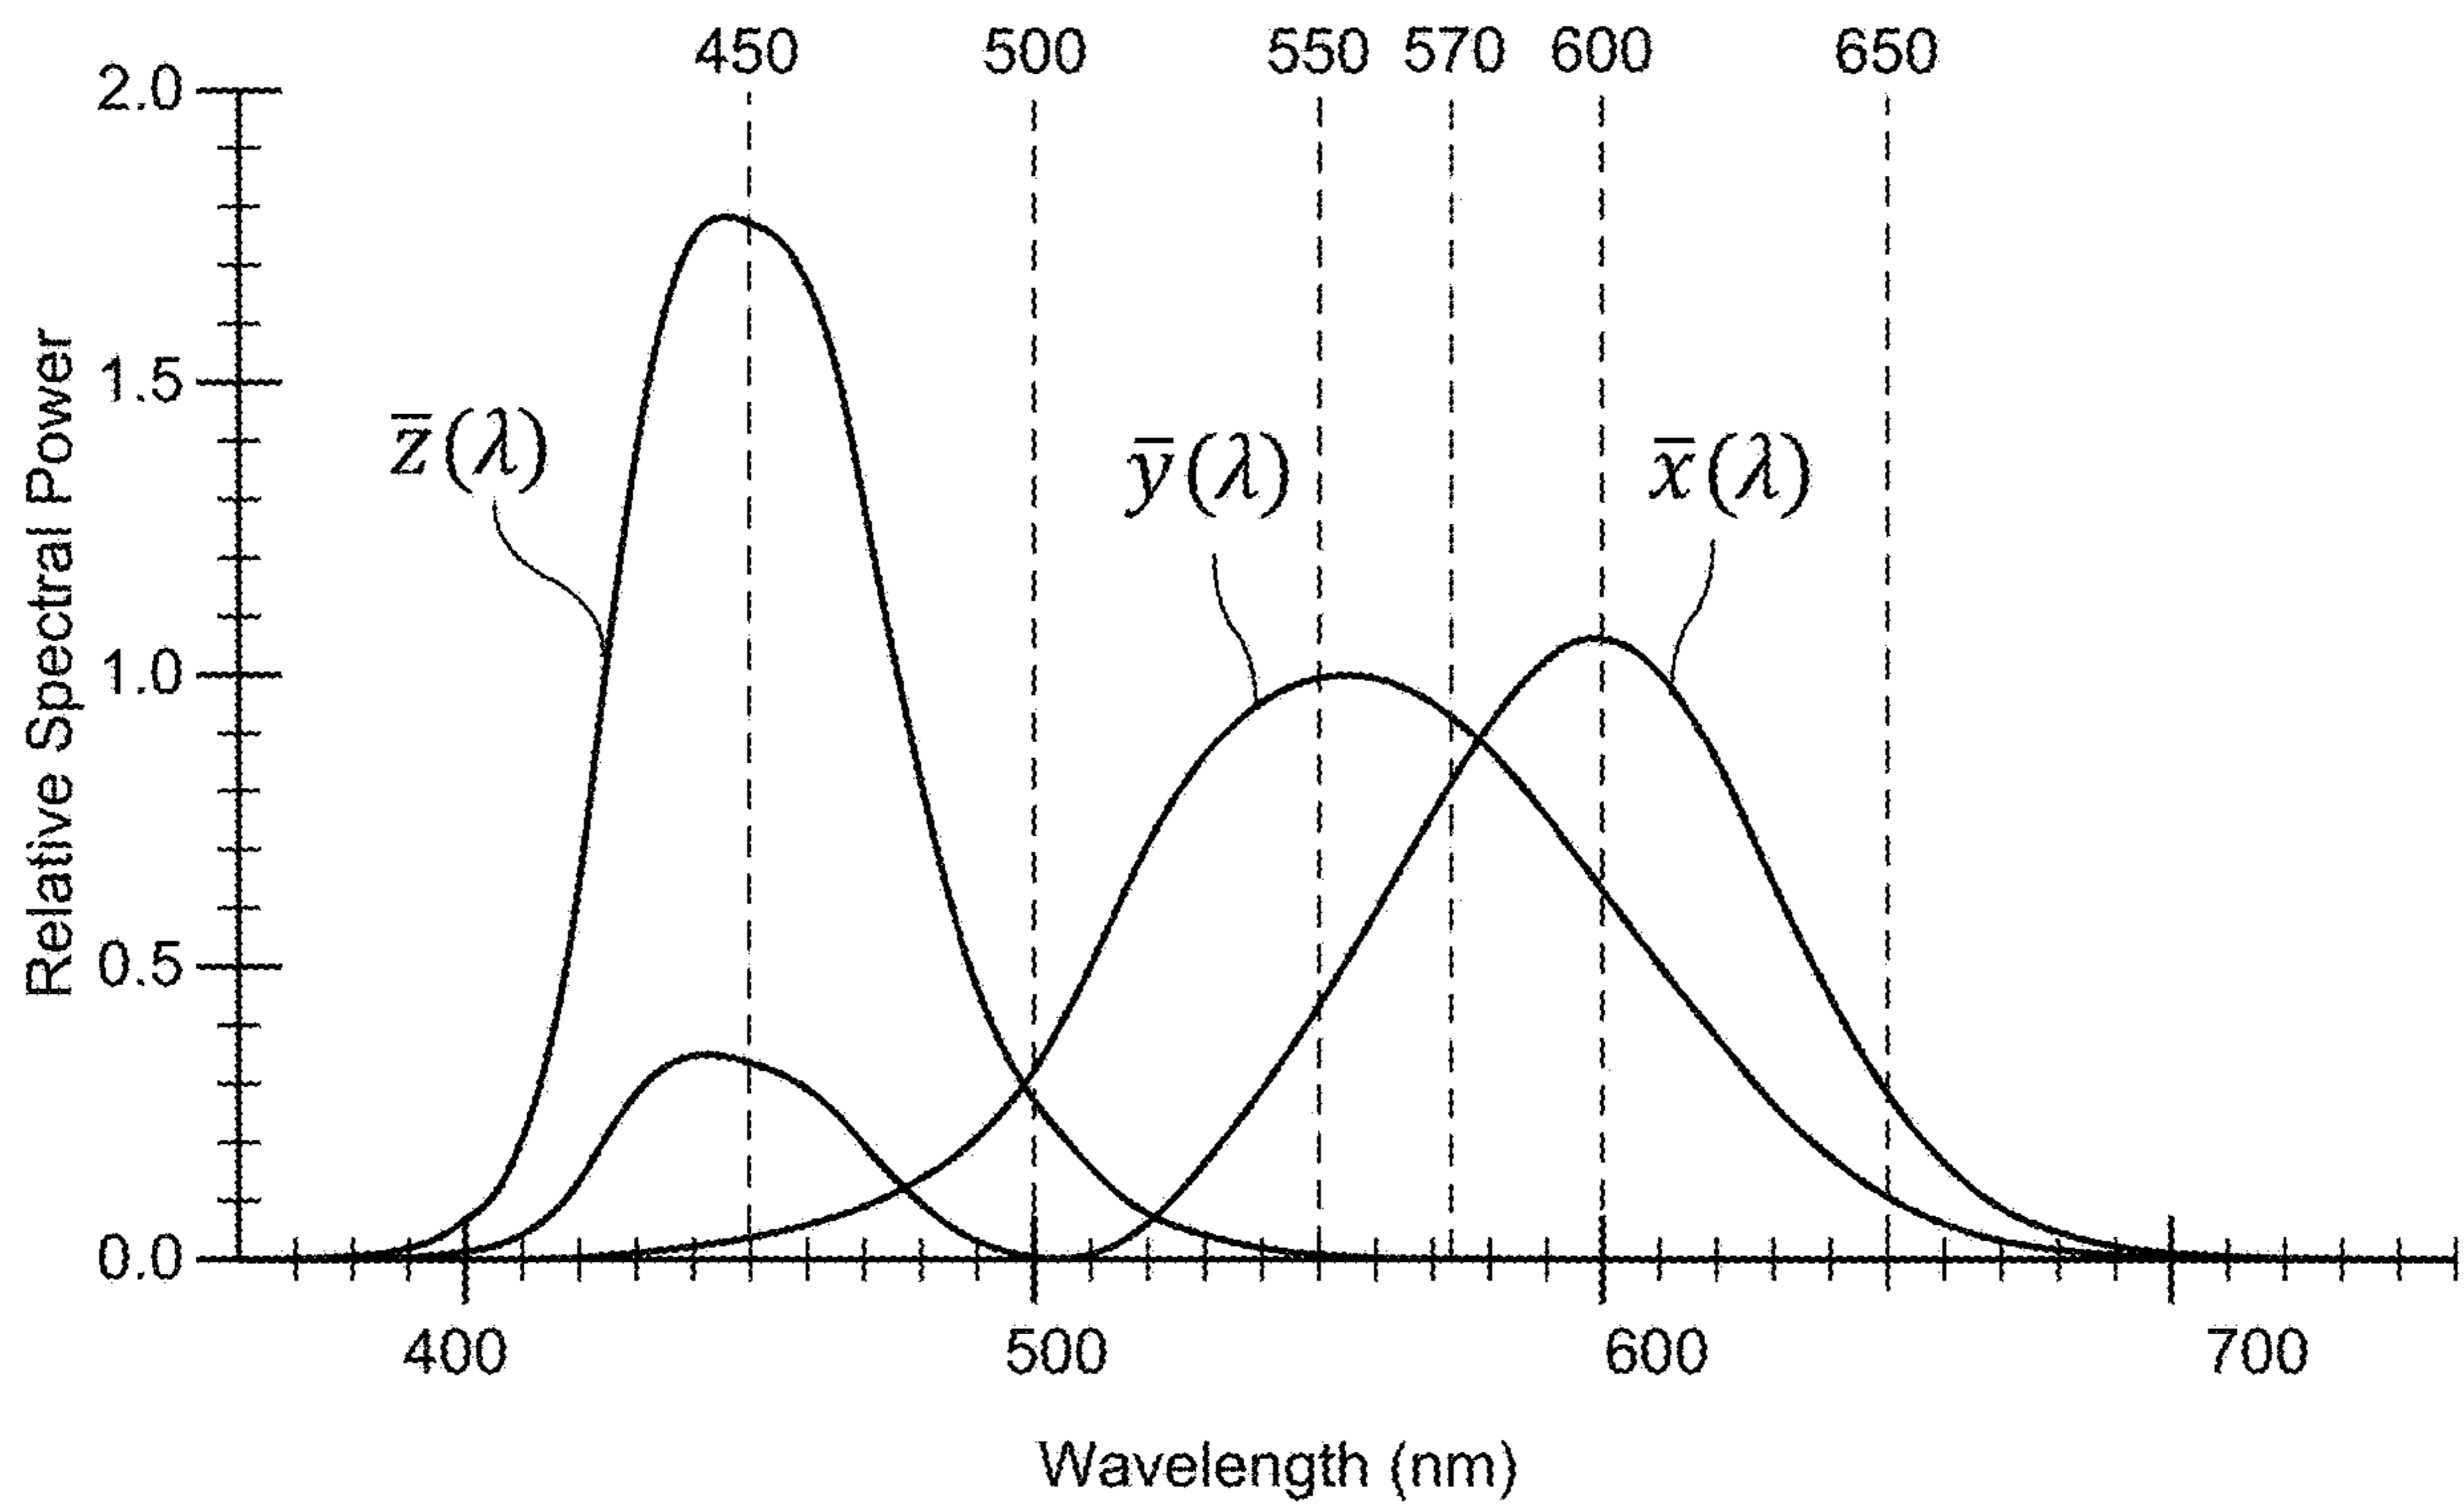 450 500 550 570 600 650
2.0
1.5
z̅(λ) y̅(λ) x̅(λ)
1.0
0.5
0.0
400 500 600 700
Relative Spectral Power
Wavelength (nm)